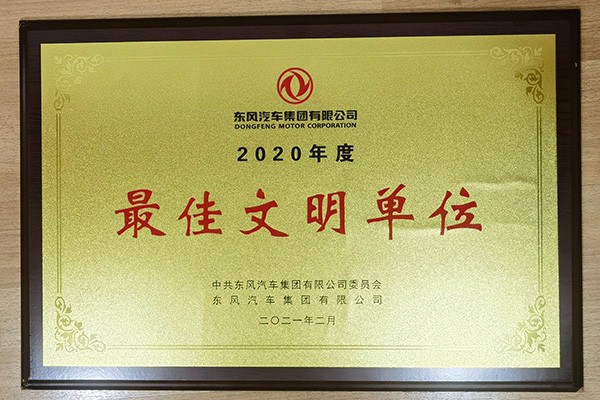 东风汽车集团有限公司
DONGFENG MOTOR CORPORATION
2020年度
最佳文明单位
中共东风汽车集团有限公司委员会
东风汽车集团有限公司
二〇二一年二月